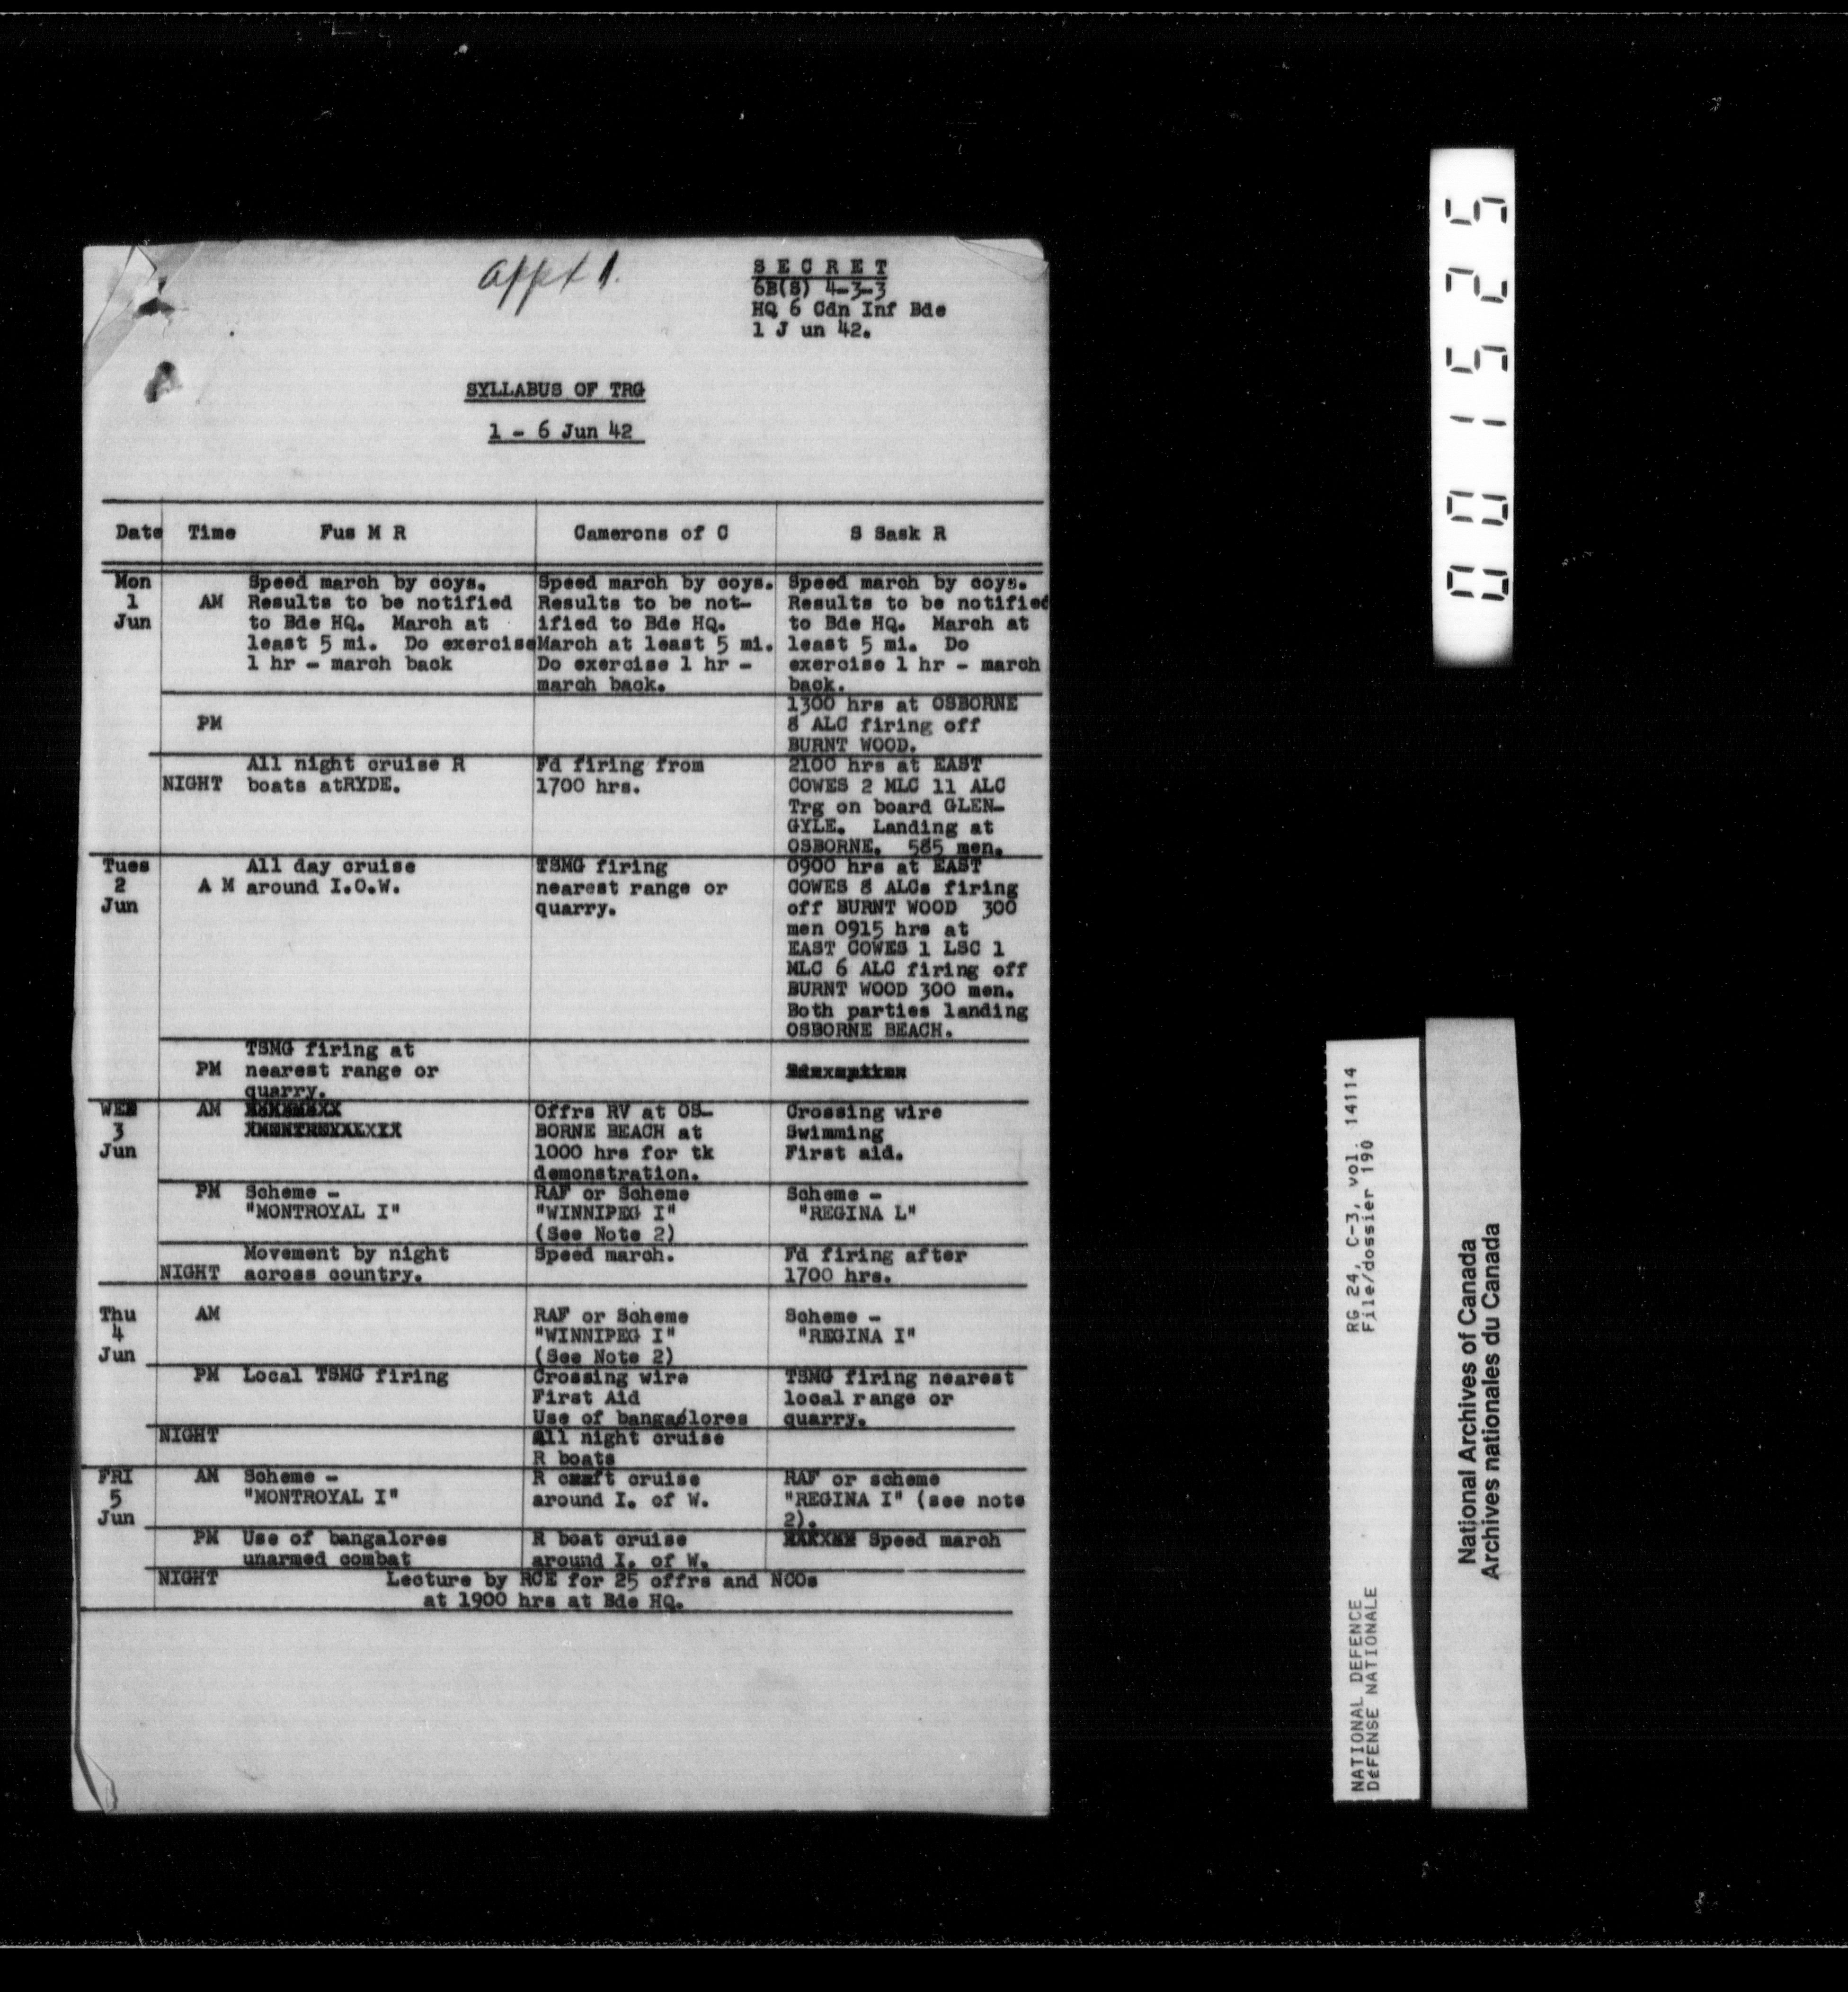 Appx 1.
S E C R E T
6B(S) 4-3-3
HQ 6 Cdn Inf Bde
1 J un 42.
SYLLABUS OF TRG
1 - 6 Jun 42
Date Time Fus M R Camerons of C S Sask R
Mon
1
Jun
AM
Speed march by coys.
Results to be notified
to Bde HQ. March at
least 5 mi. Do exercise
1 hr - march back
Speed march by coys.
Results to be not-
ified to Bde HQ.
March at least 5 mi.
Do exercise 1 hr -
march back.
Speed march by coys.
Results to be notified
to Bde HQ. March at
least 5 mi. Do
exercise 1 hr - march
back.
PM
1300 hrs at OSBORNE
8 ALC firing off
BURNT WOOD.
NIGHT
All night cruise R
boats atRYDE.
Fd firing from
1700 hrs.
2100 hrs at EAST
COWES 2 MLC 11 ALC
Trg on board GLEN-
GYLE. Landing at
OSBORNE. 585 men.
Tues
2
Jun
A M
All day cruise
around I.O.W.
TSMG firing
nearest range or
quarry.
0900 hrs at EAST
COWES 8 ALCs firing
off BURNT WOOD 300
men 0915 hrs at
EAST COWES 1 LSC 1
MLC 6 ALC firing off
BURNT WOOD 300 men.
Both parties landing
OSBORNE BEACH.
PM
TSMG firing at
nearest range or
quarry.
WED
3
Jun
AM
Offrs RV at OS-
BORNE BEACH at
1000 hrs for tk
demonstration.
Crossing wire
Swimming
First aid.
PM
Scheme -
"MONTROYAL I"
RAF or Scheme
"WINNIPEG I"
(See Note 2)
Scheme -
"REGINA L"
NIGHT
Movement by night
across country.
Speed march.
Fd firing after
1700 hrs.
Thu
4
Jun
AM
RAF or Scheme
"WINNIPEG I"
(See Note 2)
Scheme -
"REGINA I"
PM
Local TSMG firing
Crossing wire
First Aid
Use of bangalores
TSMG firing nearest
local range or
quarry.
NIGHT
All night cruise
R boats
FRI
5
Jun
AM
Scheme -
"MONTROYAL I"
R craft cruise
around I. of W.
RAF or scheme
"REGINA I" (see note
2).
PM
Use of bangalores
unarmed combat
R boat cruise
around I. of W.
Speed march
NIGHT
Lecture by RCE for 25 offrs and NCOs
at 1900 hrs at Bde HQ.
001525
RG 24, C-3, vol. 14114
File/dossier 190
NATIONAL DEFENCE
DÉFENSE NATIONALE
National Archives of Canada
Archives nationales du Canada